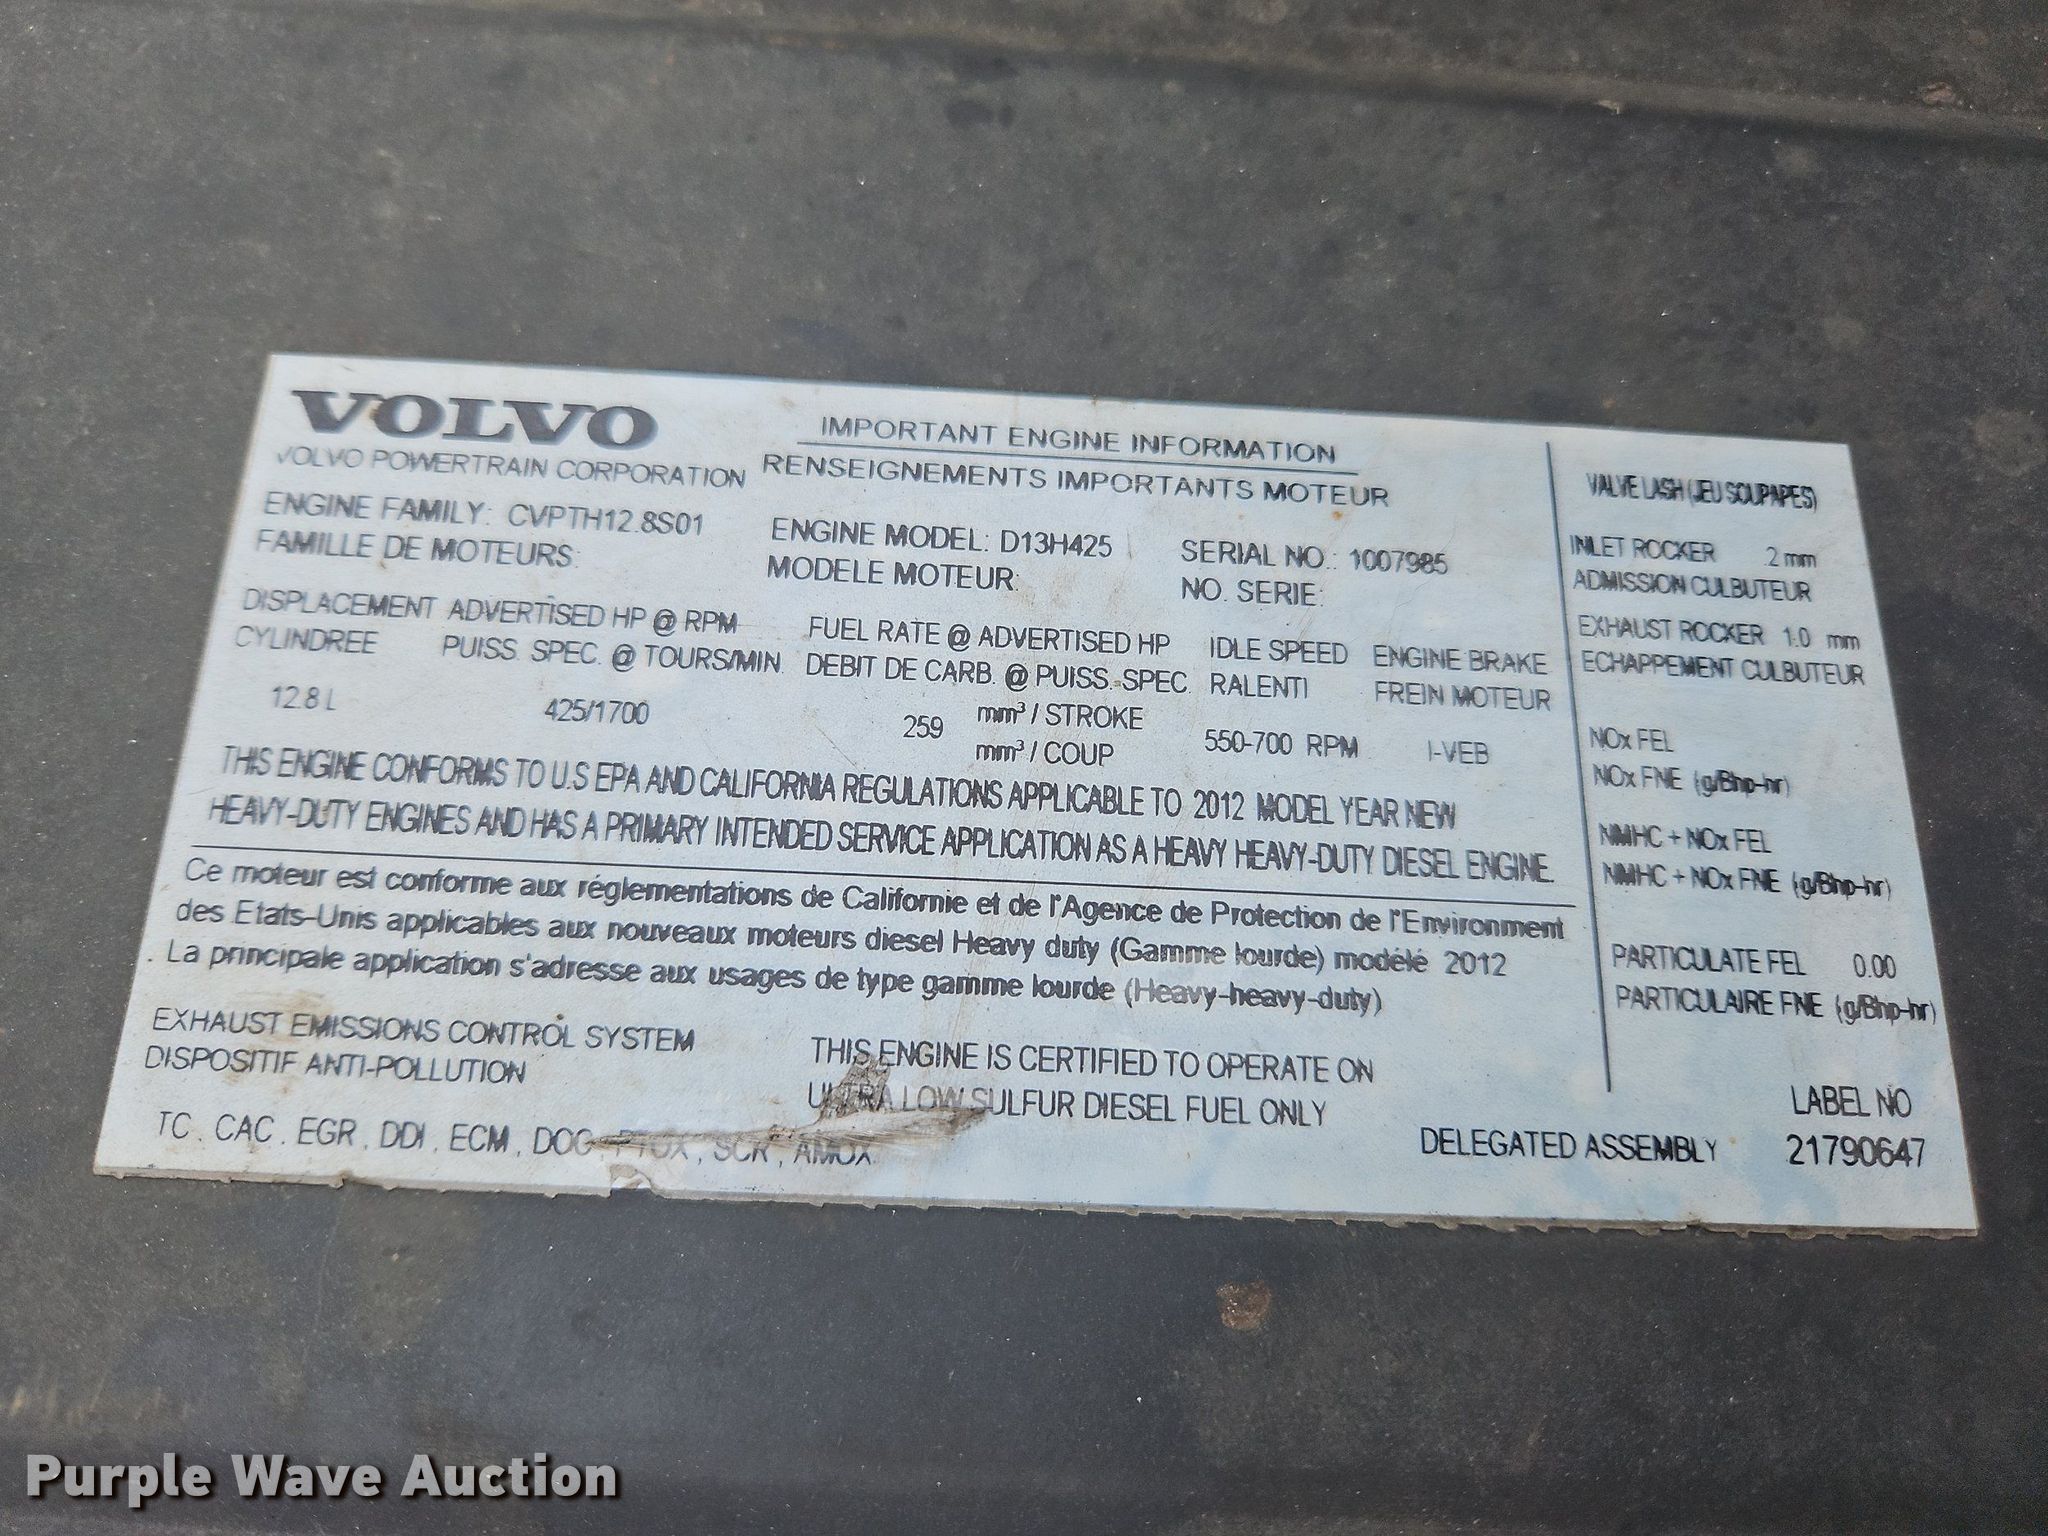 VOLVO
VOLVO POWERTRAIN CORPORATION
IMPORTANT ENGINE INFORMATION
RENSEIGNEMENTS IMPORTANTS MOTEUR
ENGINE FAMILY: CVPTH12.8S01
FAMILLE DE MOTEURS:
ENGINE MODEL: D13H425
MODELE MOTEUR:
SERIAL NO.: 1007985
NO. SERIE:
DISPLACEMENT
CYLINDREE
12.8 L
ADVERTISED HP @ RPM
PUISS. SPEC. @ TOURS/MIN.
425/1700
FUEL RATE @ ADVERTISED HP
DEBIT DE CARB. @ PUISS. SPEC.
259 mm³ / STROKE
mm³ / COUP
IDLE SPEED
RALENTI
550-700 RPM
ENGINE BRAKE
FREIN MOTEUR
I-VEB
THIS ENGINE CONFORMS TO U.S EPA AND CALIFORNIA REGULATIONS APPLICABLE TO 2012 MODEL YEAR NEW
HEAVY-DUTY ENGINES AND HAS A PRIMARY INTENDED SERVICE APPLICATION AS A HEAVY HEAVY-DUTY DIESEL ENGINE.
Ce moteur est conforme aux réglementations de Californie et de l'Agence de Protection de l'Environment
des Etats-Unis applicables aux nouveaux moteurs diesel Heavy duty (Gamme lourde) modélé 2012
. La principale application s'adresse aux usages de type gamme lourde (Heavy-heavy-duty)
EXHAUST EMISSIONS CONTROL SYSTEM
DISPOSITIF ANTI-POLLUTION
TC , CAC , EGR , DDI , ECM , DOC, PTOX , SCR , AMOX
THIS ENGINE IS CERTIFIED TO OPERATE ON
ULTRA LOW SULFUR DIESEL FUEL ONLY
DELEGATED ASSEMBLY
VALVE LASH (JEU SOUPAPES)
INLET ROCKER .2 mm
ADMISSION CULBUTEUR
EXHAUST ROCKER 1.0 mm
ECHAPPEMENT CULBUTEUR
NOx FEL
NOx FNE (g/Bhp-hr)
NMHC + NOx FEL
NMHC + NOx FNE (g/Bhp-hr)
PARTICULATE FEL 0.00
PARTICULAIRE FNE (g/Bhp-hr)
LABEL NO
21790647
Purple Wave Auction